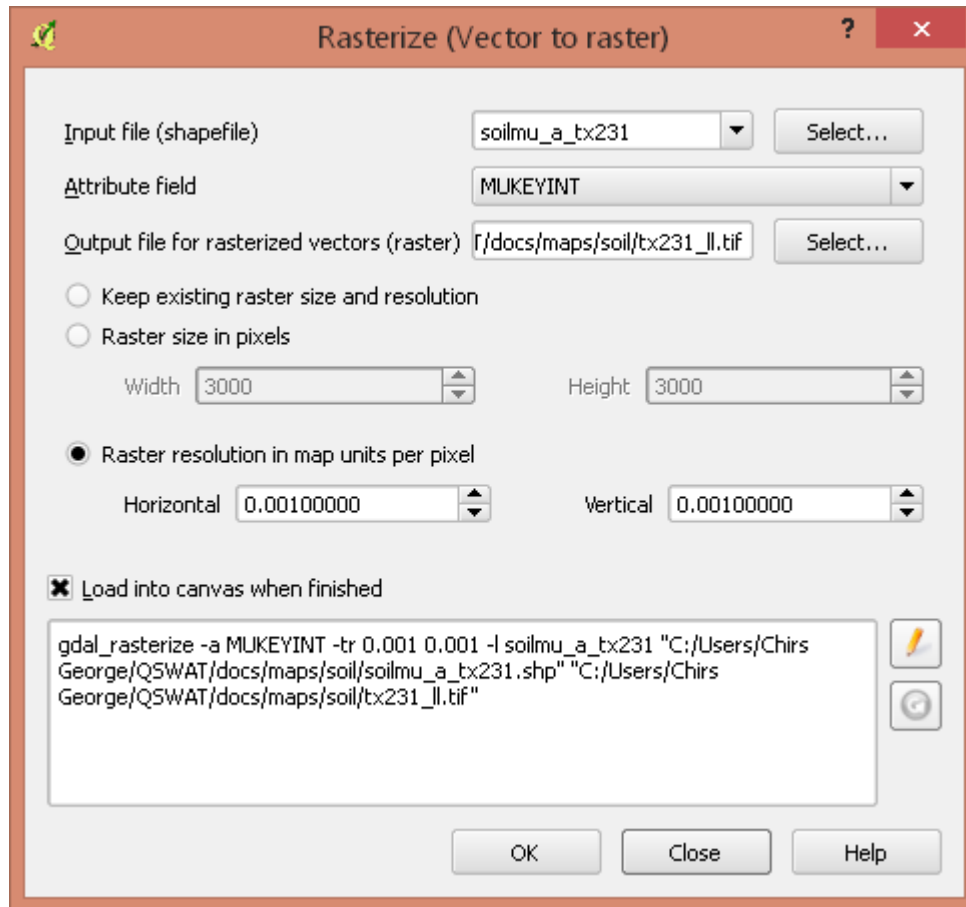 Rasterize (Vector to raster)
?
×
Input file (shapefile)
soilmu_a_tx231
Select...
Attribute field
MUKEYINT
Output file for rasterized vectors (raster)
/docs/maps/soil/tx231_ll.tif
Select...
Keep existing raster size and resolution
Raster size in pixels
Width
3000
Height
3000
Raster resolution in map units per pixel
Horizontal
0.00100000
Vertical
0.00100000
Load into canvas when finished
gdal_rasterize -a MUKEYINT -tr 0.001 0.001 -l soilmu_a_tx231 "C:/Users/Chirs
George/QSWAT/docs/maps/soil/soilmu_a_tx231.shp" "C:/Users/Chirs
George/QSWAT/docs/maps/soil/tx231_ll.tif"
OK
Close
Help